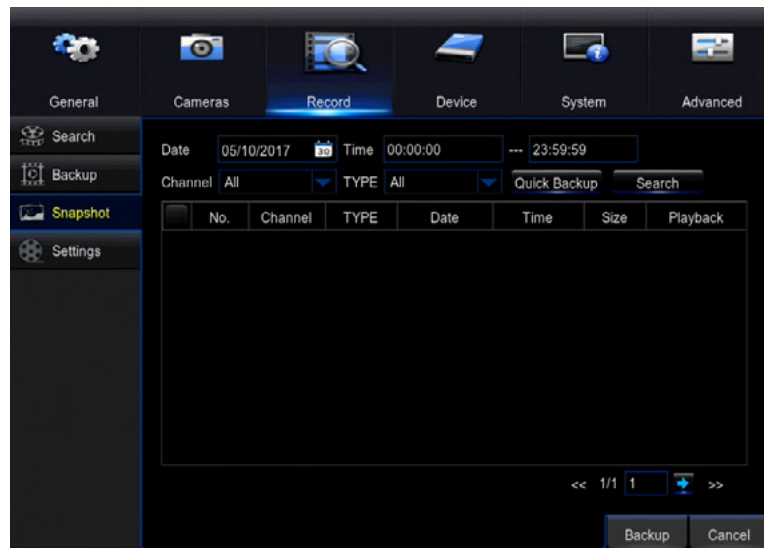 General Cameras Record Device System Advanced
Search
Backup
Snapshot
Settings
Date 05/10/2017 30 Time 00:00:00 --- 23:59:59
Channel All TYPE All Quick Backup Search
No. Channel TYPE Date Time Size Playback
<< 1/1 1 >>
Backup Cancel